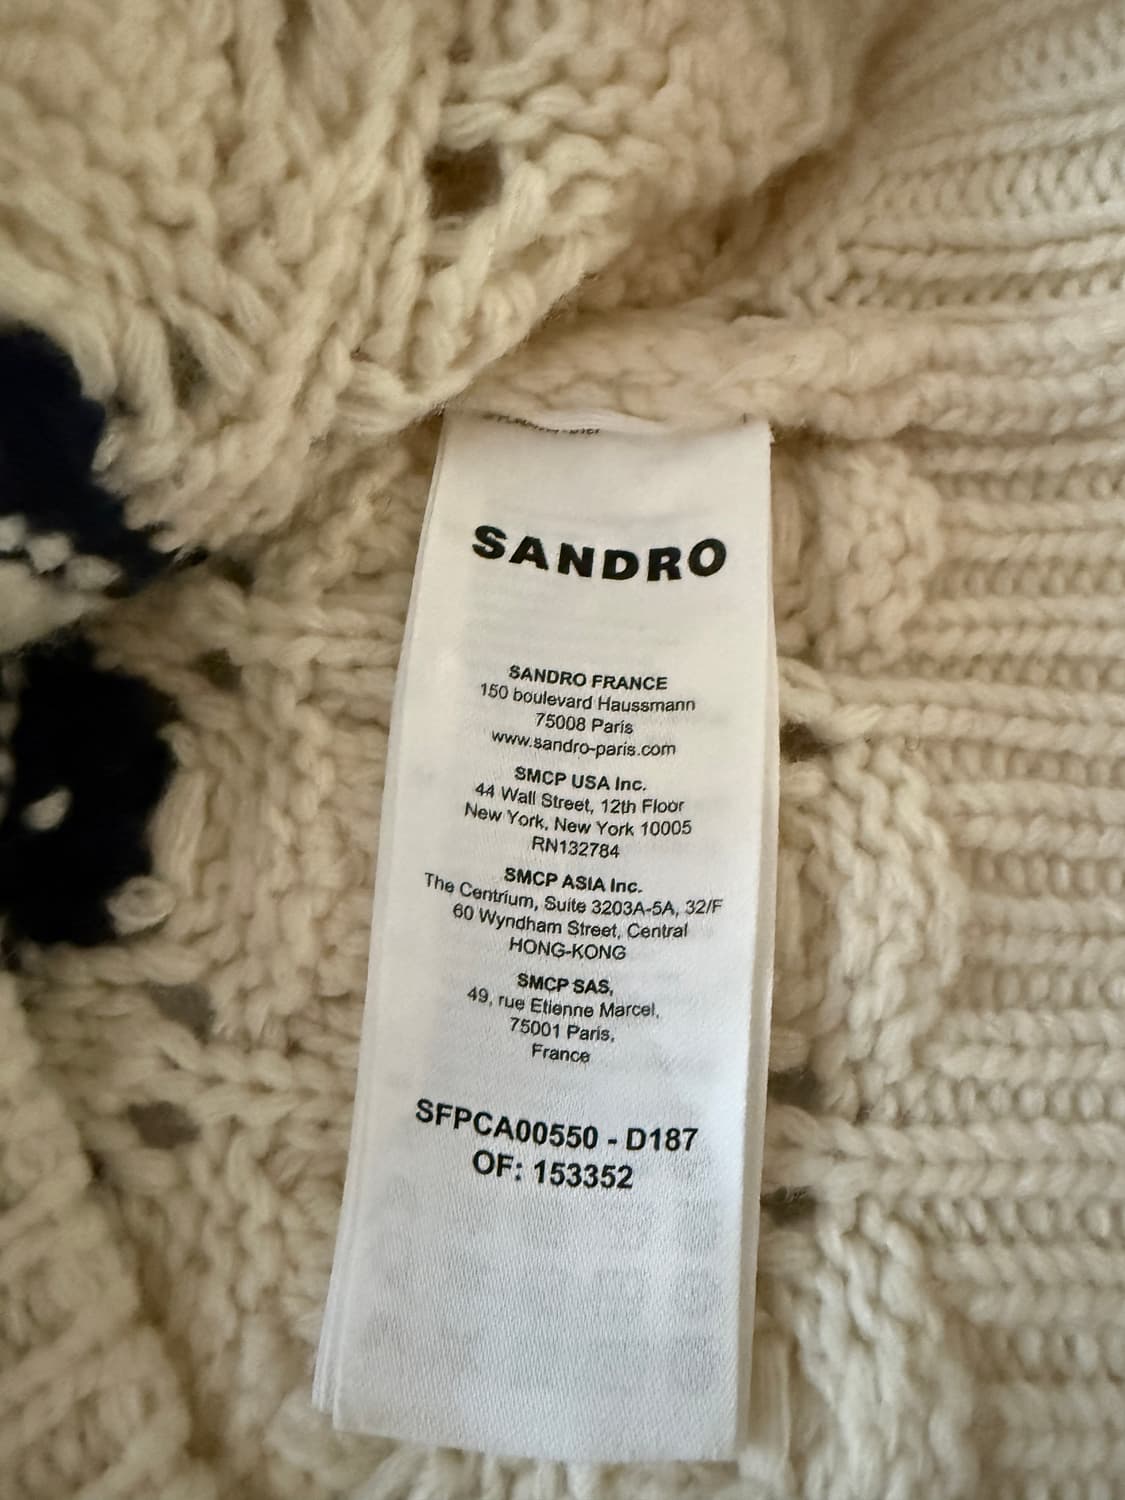 SANDRO
SANDRO FRANCE
150 boulevard Haussmann
75008 Paris
www.sandro-paris.com
SMCP USA Inc.
44 Wall Street, 12th Floor
New York, New York 10005
RN132784
SMCP ASIA Inc.
The Centrium, Suite 3203A-5A, 32/F
60 Wyndham Street, Central
HONG-KONG
SMCP SAS,
49, rue Etienne Marcel,
75001 Paris,
France
SFPCA00550 - D187
OF: 153352